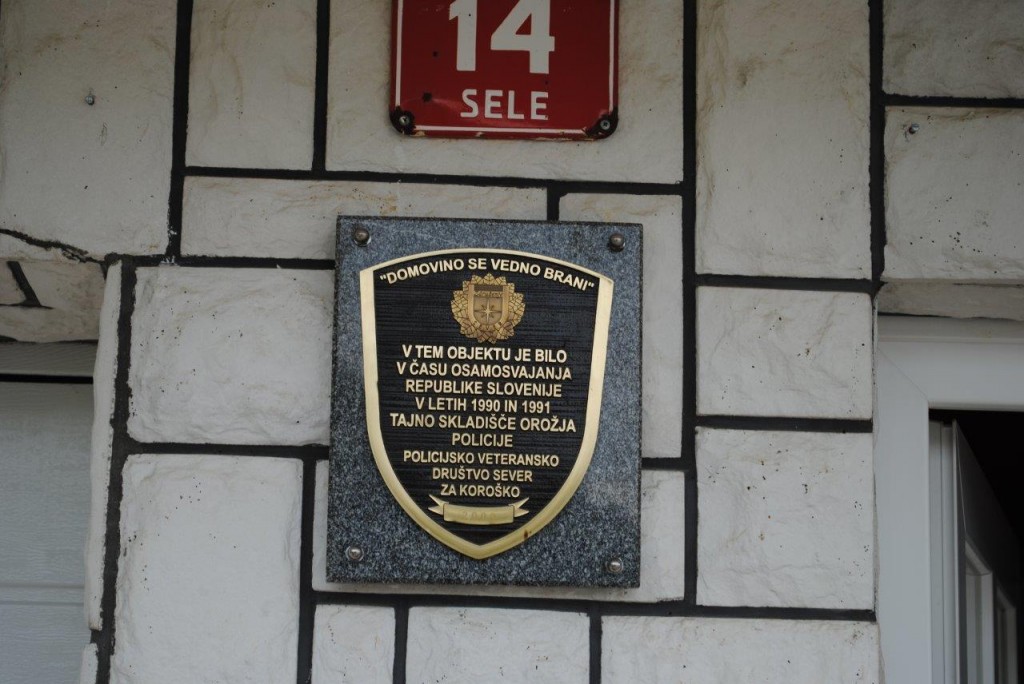 14
SELE
"DOMOVINO SE VEDNO BRANI"
V TEM OBJEKTU JE BILO
V ČASU OSAMOSVAJANJA
REPUBLIKE SLOVENIJE
V LETIH 1990 IN 1991
TAJNO SKLADIŠČE OROŽJA
POLICIJE
POLICIJSKO VETERANSKO
DRUŠTVO SEVER
ZA KOROŠKO